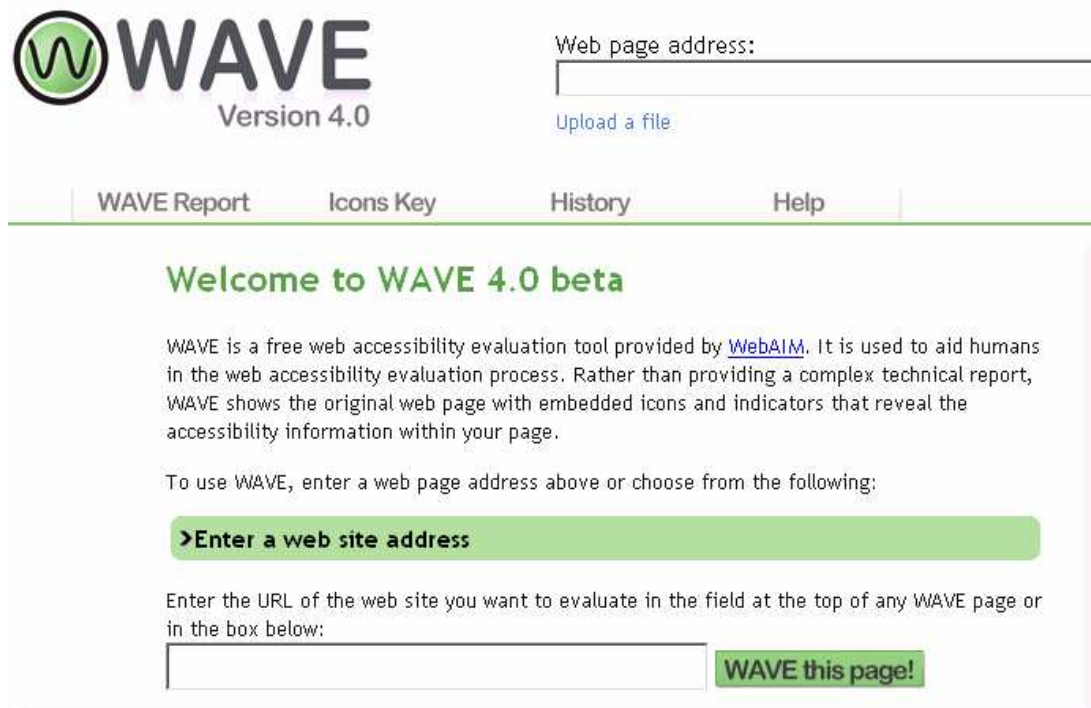 WAVE
Version 4.0
Web page address:
Upload a file
WAVE Report Icons Key History Help
Welcome to WAVE 4.0 beta
WAVE is a free web accessibility evaluation tool provided by WebAIM. It is used to aid humans
in the web accessibility evaluation process. Rather than providing a complex technical report,
WAVE shows the original web page with embedded icons and indicators that reveal the
accessibility information within your page.
To use WAVE, enter a web page address above or choose from the following:
>Enter a web site address
Enter the URL of the web site you want to evaluate in the field at the top of any WAVE page or
in the box below:
WAVE this page!